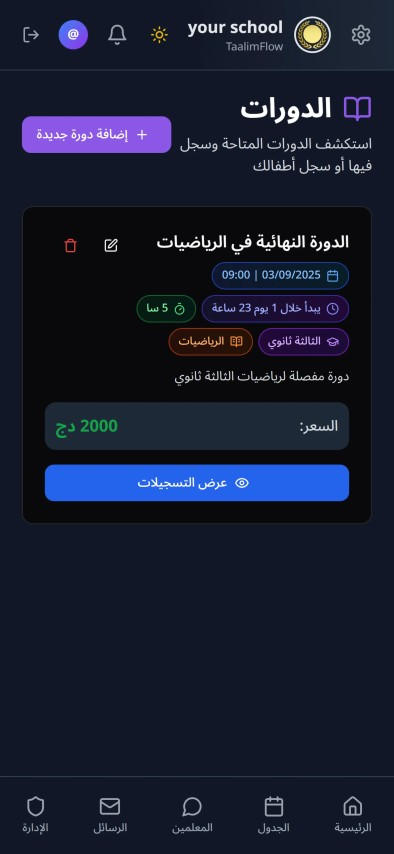 your school
TaalimFlow
@
الدورات
استكشف الدورات المتاحة وسجل
فيها أو سجل أطفالك
إضافة دورة جديدة
الدورة النهائية في الرياضيات
03/09/2025 | 09:00
يبدأ خلال 1 يوم 23 ساعة
5 سا
الثالثة ثانوي
الرياضيات
دورة مفصلة لرياضيات الثالثة ثانوي
السعر:
2000 دج
عرض التسجيلات
الرئيسية
الجدول
المعلمين
الرسائل
الإدارة